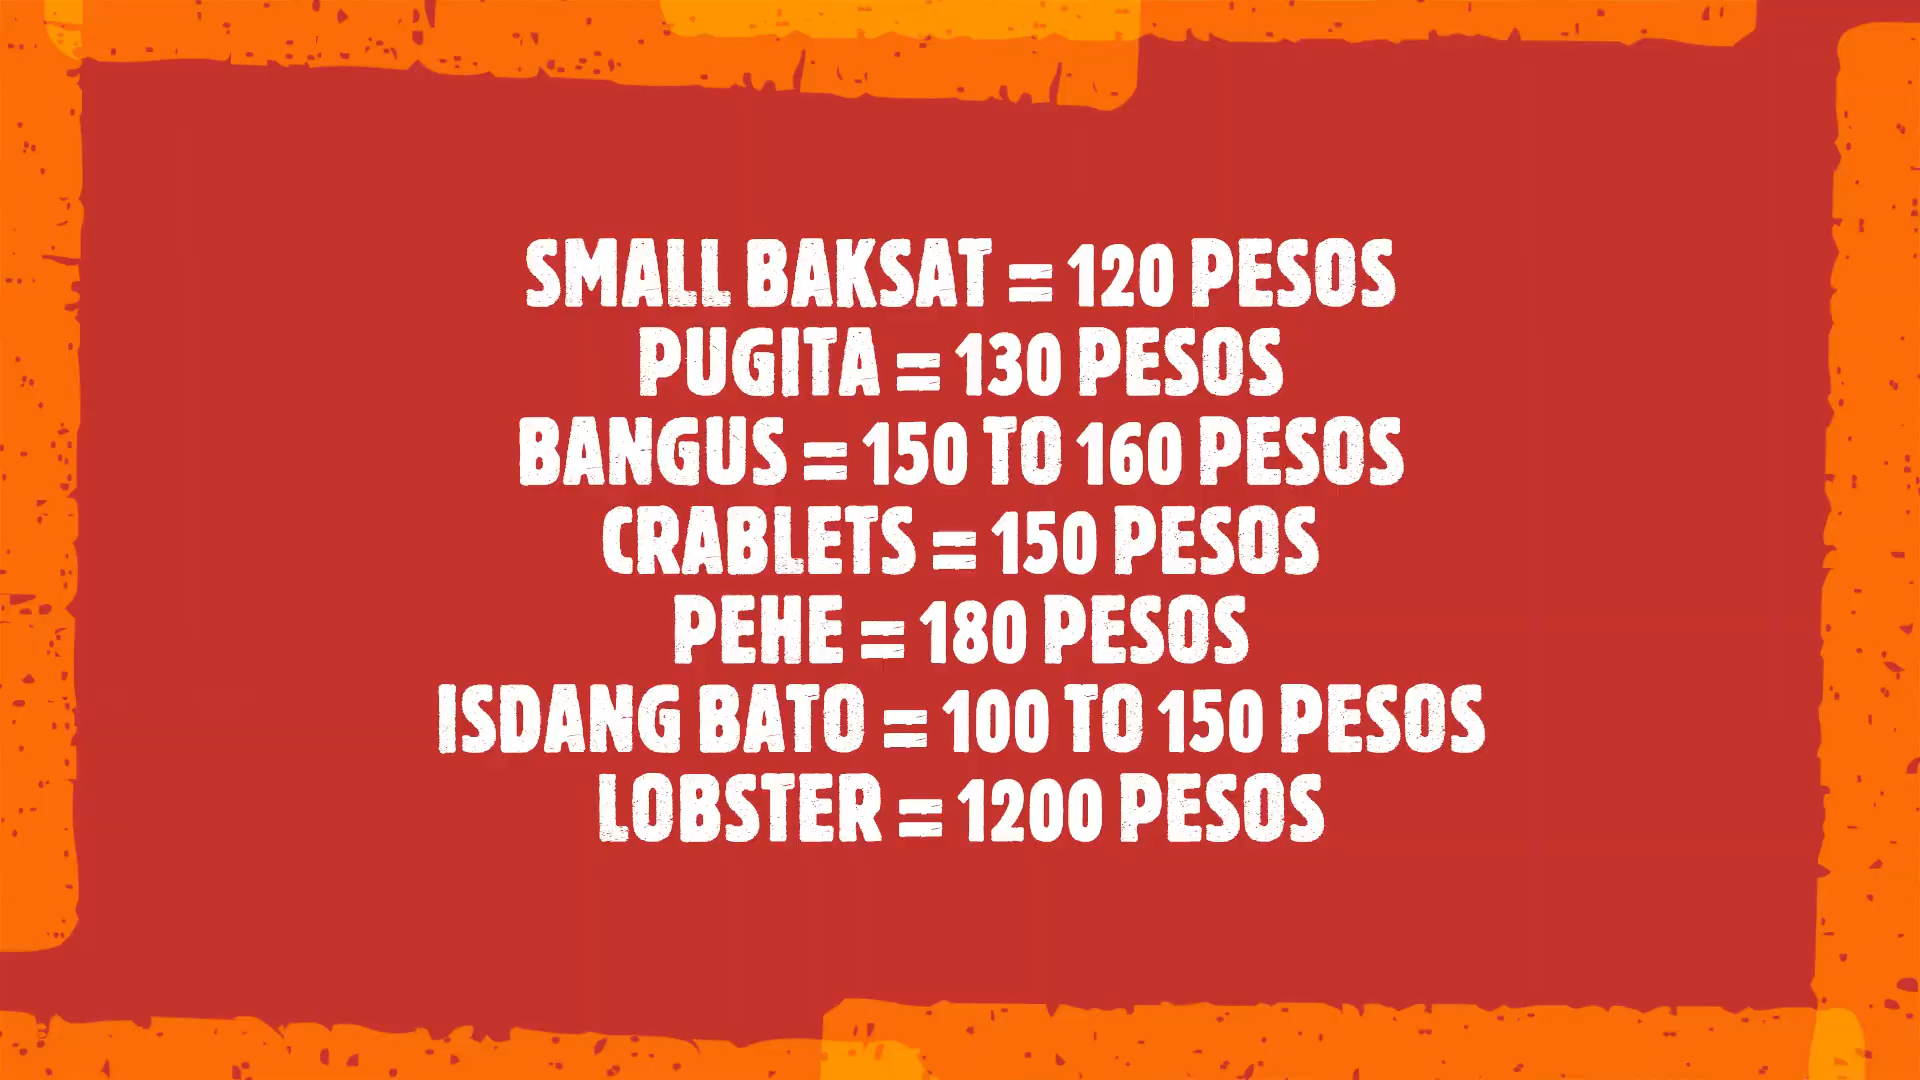 SMALL BAKSAT = 120 PESOS
PUGITA = 130 PESOS
BANGUS = 150 TO 160 PESOS
CRABLETS = 150 PESOS
PEHE = 180 PESOS
ISDANG BATO = 100 TO 150 PESOS
LOBSTER = 1200 PESOS